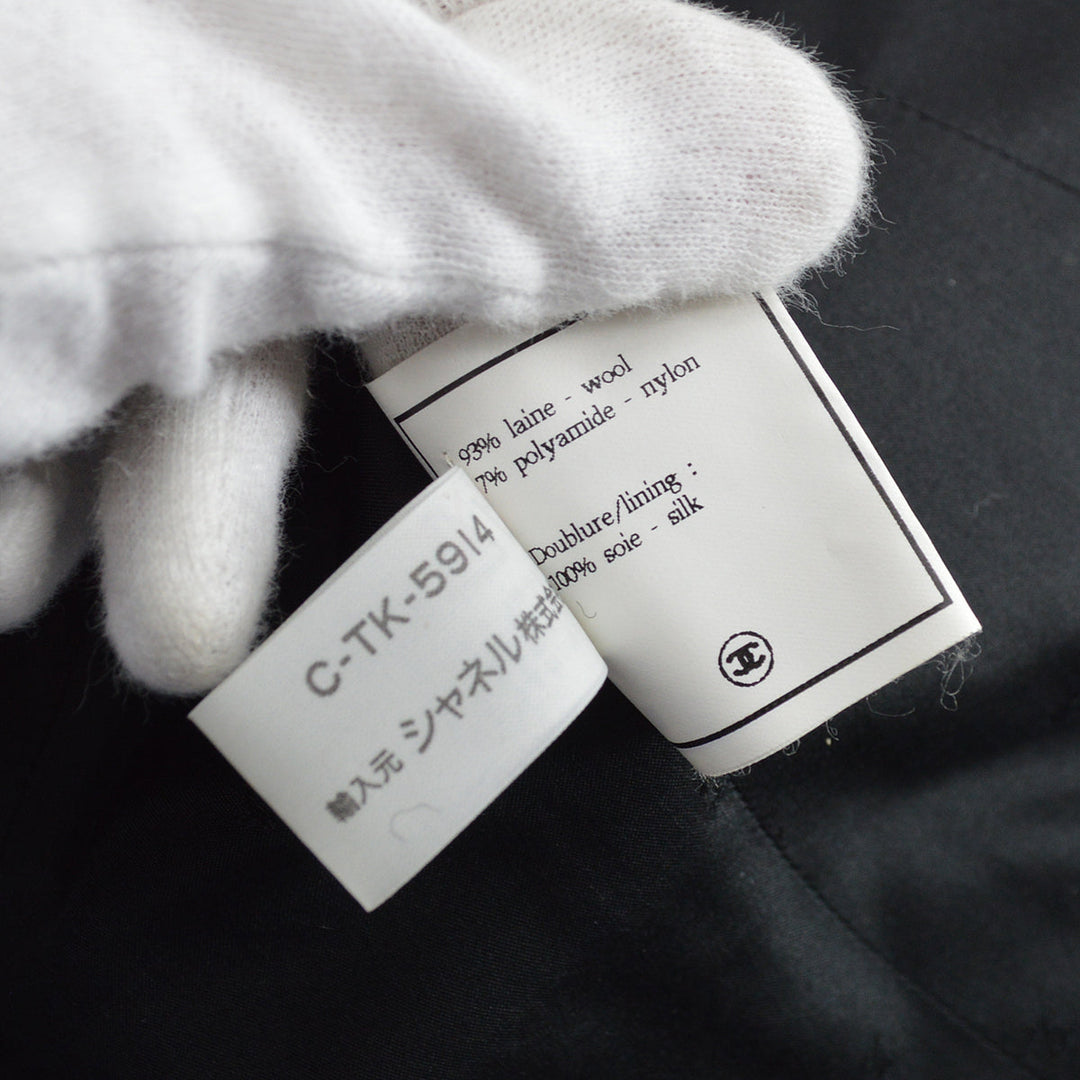 93% laine - wool
7% polyamide - nylon
Doublure/lining :
100% soie - silk
C-TK-5914
輸入元 シャネル株式会